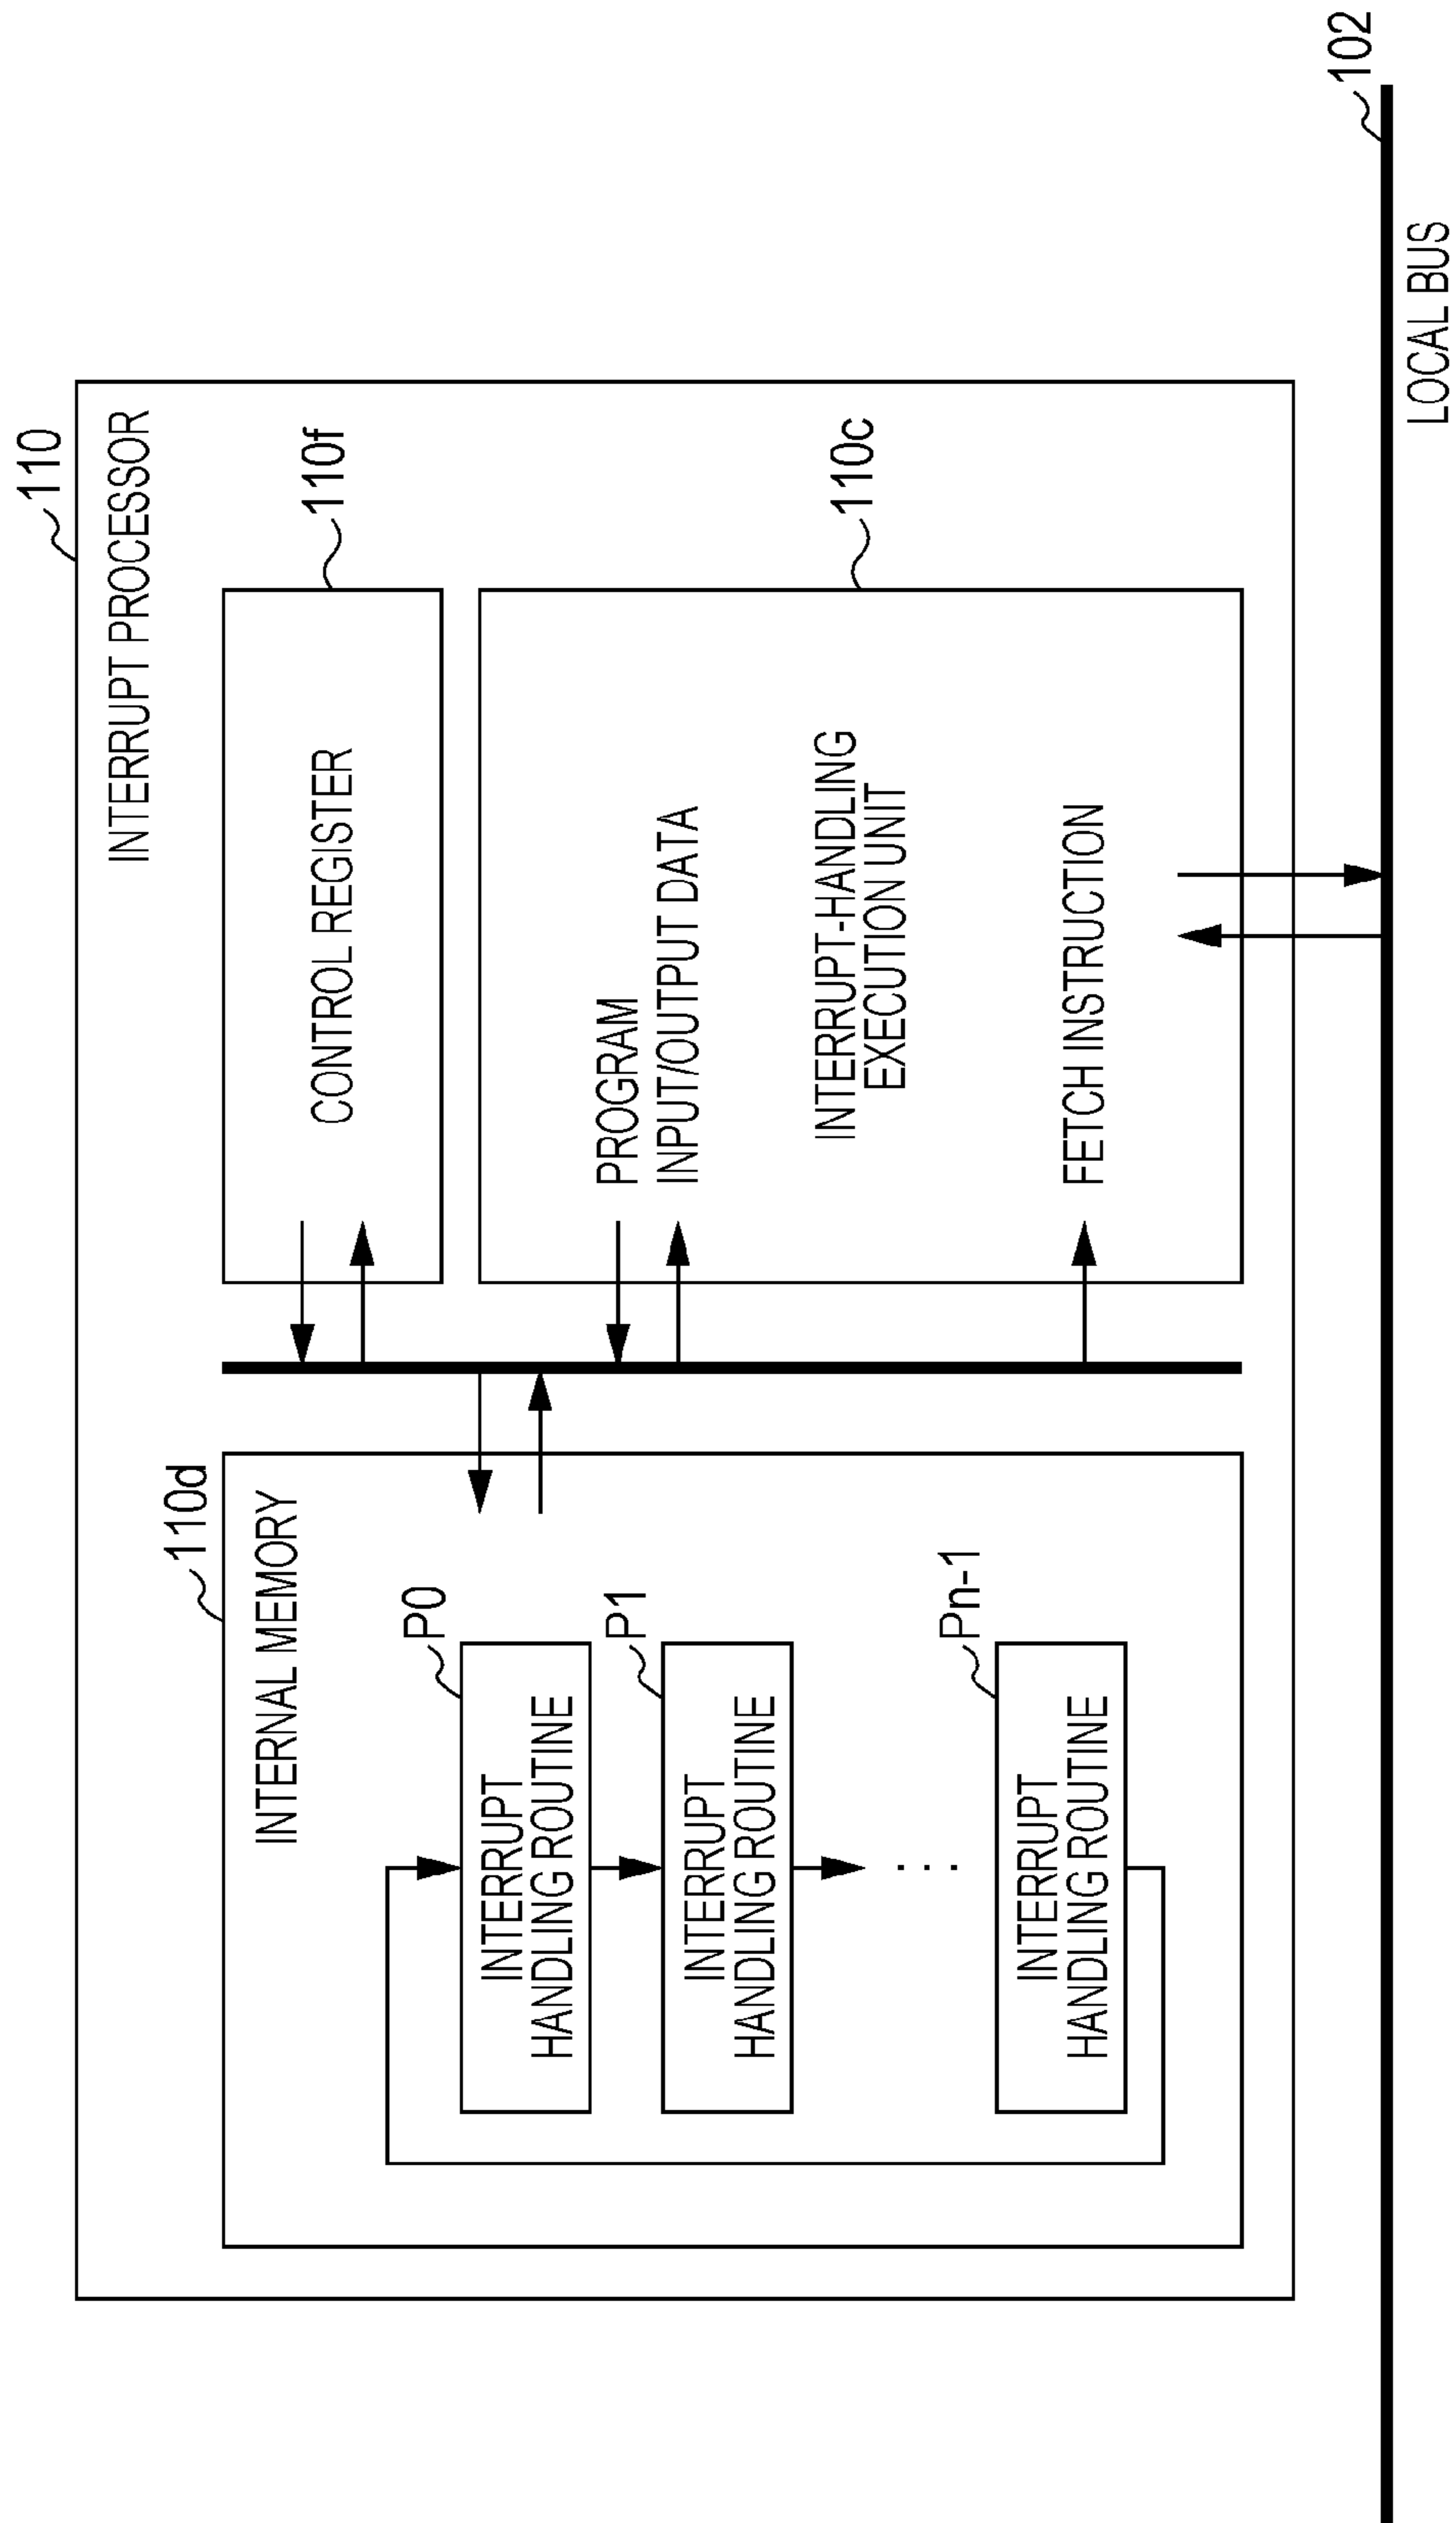 110
INTERRUPT PROCESSOR
110d
INTERNAL MEMORY
P0
INTERRUPT
HANDLING ROUTINE
P1
INTERRUPT
HANDLING ROUTINE
...
Pn-1
INTERRUPT
HANDLING ROUTINE
110f
CONTROL REGISTER
110c
PROGRAM
INPUT/OUTPUT DATA
INTERRUPT-HANDLING
EXECUTION UNIT
FETCH INSTRUCTION
102
LOCAL BUS